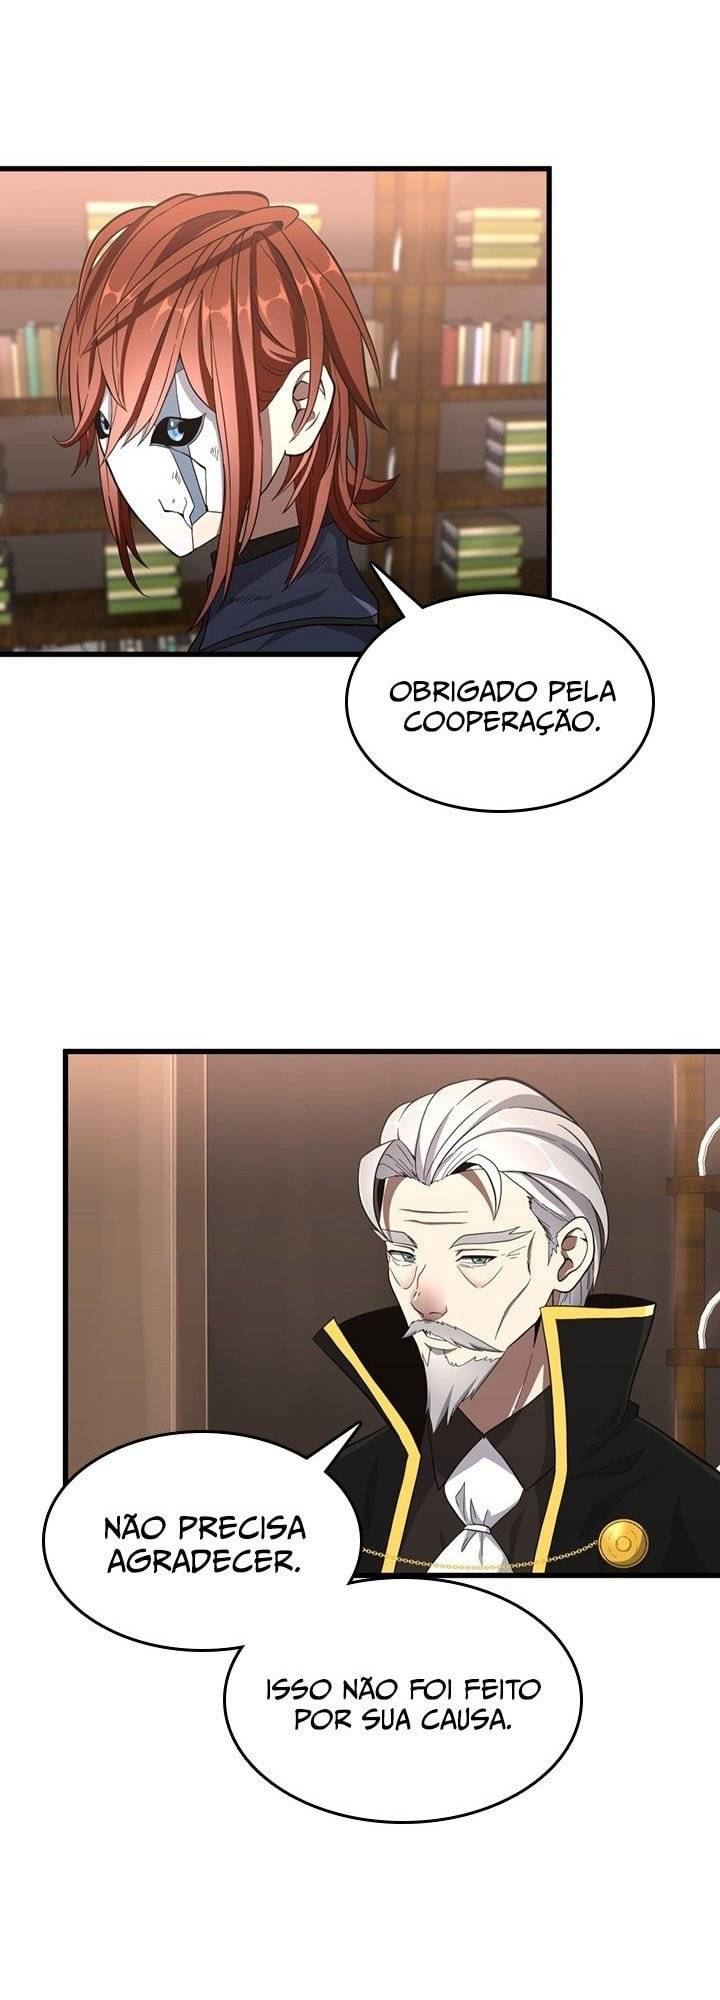 OBRIGADO PELA
COOPERAÇÃO.
NÃO PRECISA
AGRADECER.
ISSO NÃO FOI FEITO
POR SUA CAUSA.